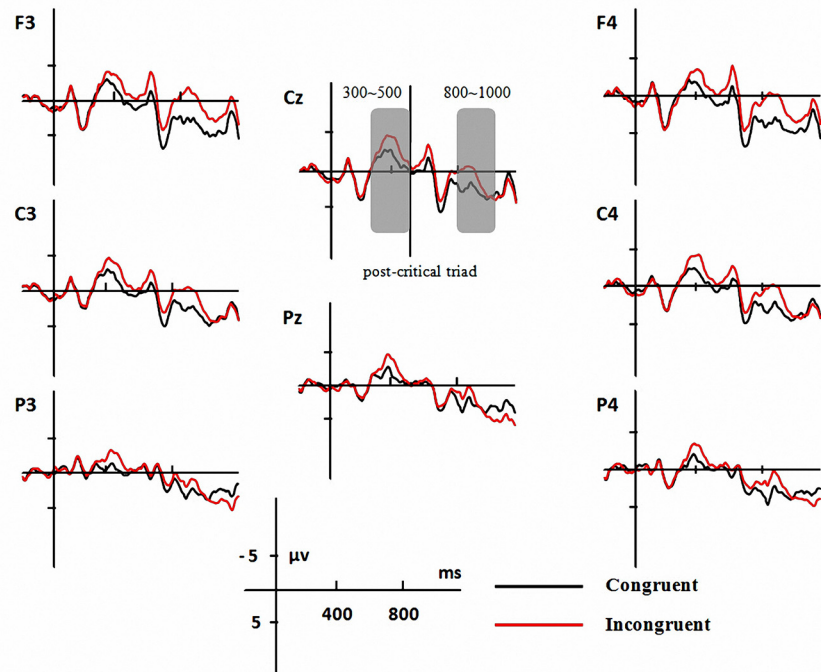 F3
F4
Cz
300~500
800~1000
C3
C4
post-critical triad
Pz
P3
P4
- 5
μv
ms
400
800
5
Congruent
Incongruent